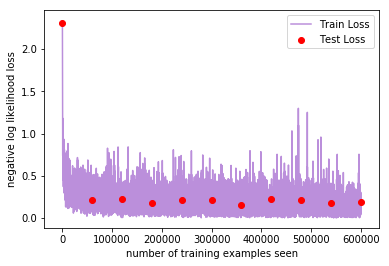 Train Loss
Test Loss
negative log likelihood loss
2.0
1.5
1.0
0.5
0.0
0 100000 200000 300000 400000 500000 600000
number of training examples seen